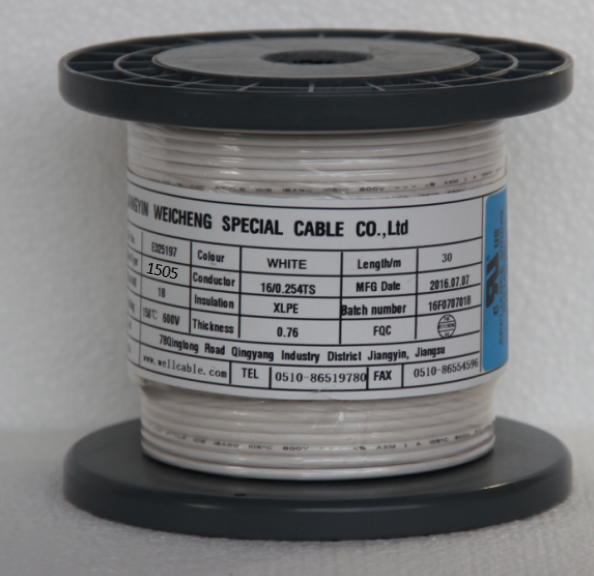 WEICHENG SPECIAL CABLE CO.,Ltd
E325197 Colour WHITE Length/m 30
1505 Conductor 16/0.254TS MFG Date 2016.07.07
18 Insulation XLPE Batch number 16F0707018
150℃ 600V Thickness 0.76 FQC
78Qinglong Road Qingyang Industry District Jiangyin, Jiangsu
www.wellcable.com TEL 0510-86519780 FAX 0510-86554596